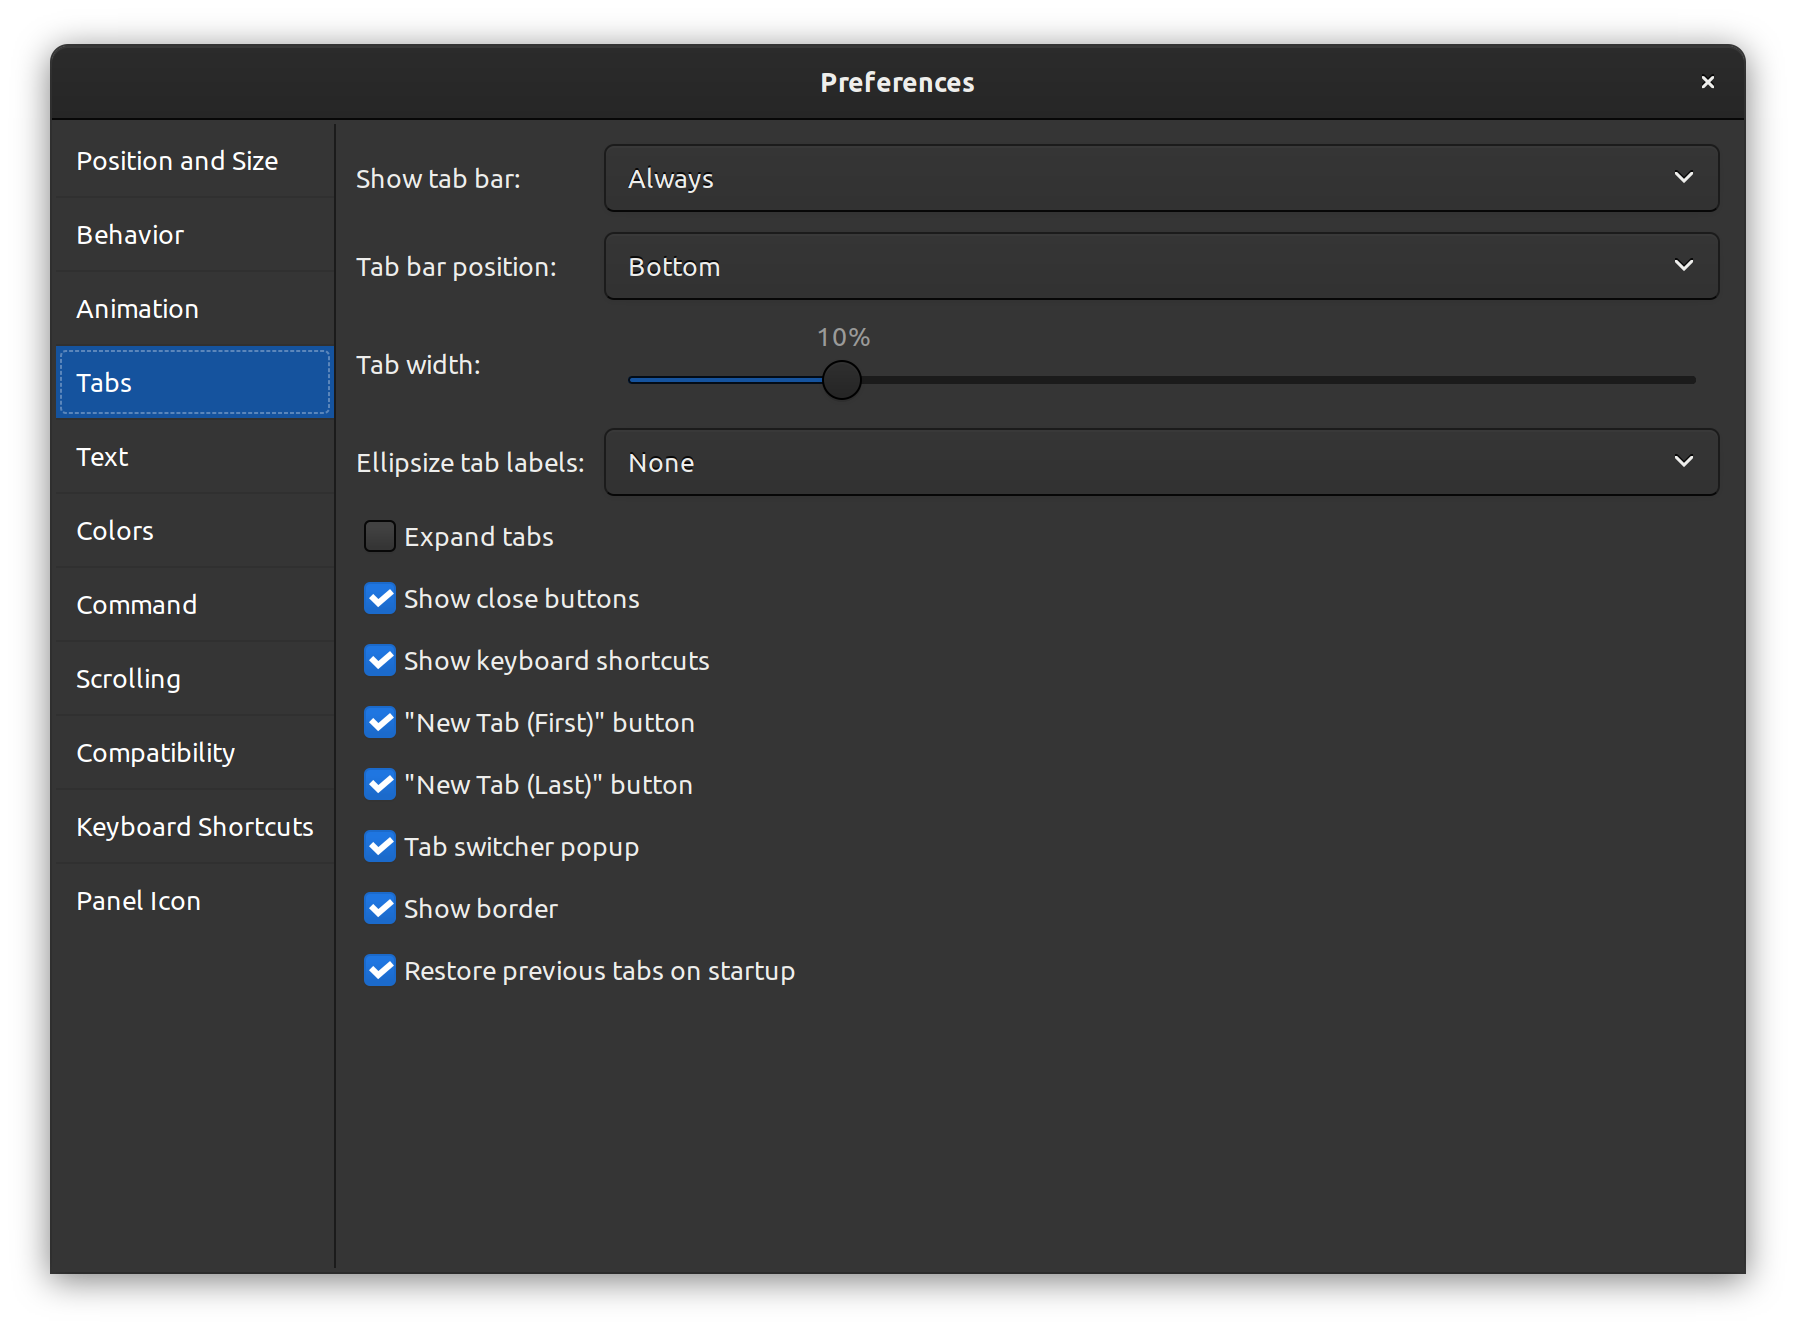 Preferences
Position and Size
Behavior
Animation
Tabs
Text
Colors
Command
Scrolling
Compatibility
Keyboard Shortcuts
Panel Icon
Show tab bar: Always
Tab bar position: Bottom
10%
Tab width:
Ellipsize tab labels: None
Expand tabs
Show close buttons
Show keyboard shortcuts
"New Tab (First)" button
"New Tab (Last)" button
Tab switcher popup
Show border
Restore previous tabs on startup